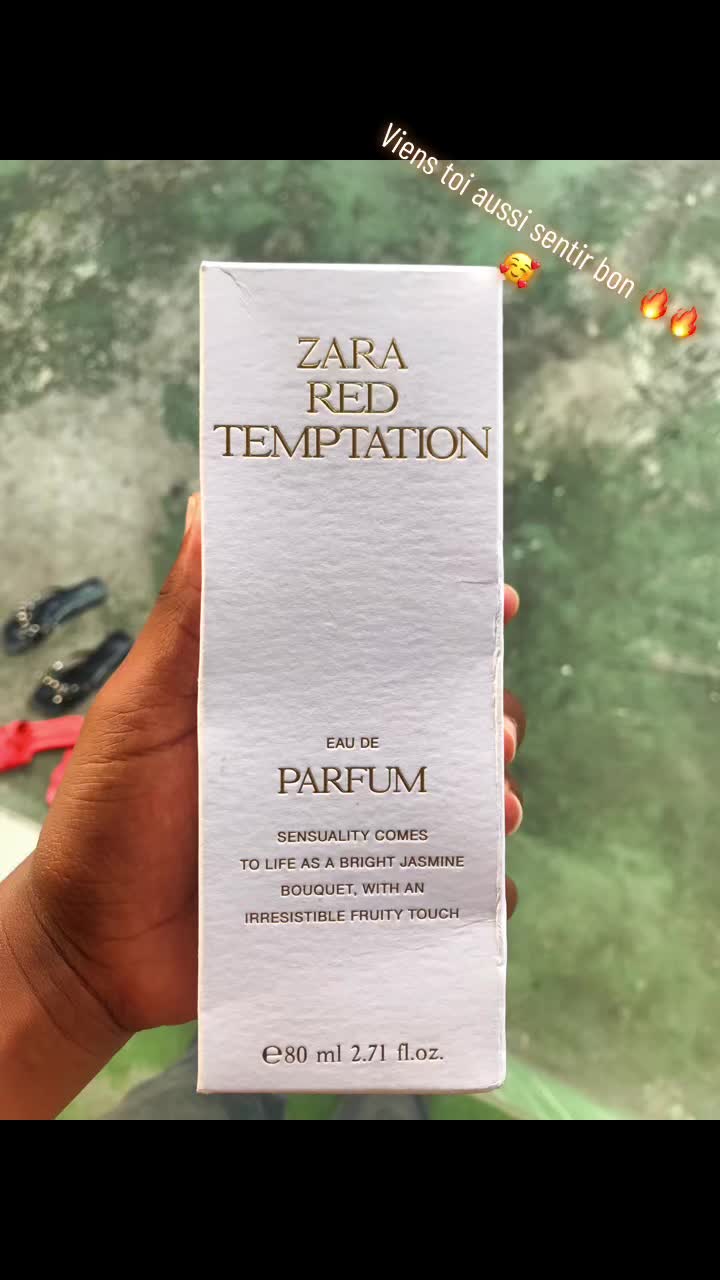 Viens toi aussi sentir bon 🔥🔥
🥰
ZARA
RED
TEMPTATION
EAU DE
PARFUM
SENSUALITY COMES
TO LIFE AS A BRIGHT JASMINE
BOUQUET, WITH AN
IRRESISTIBLE FRUITY TOUCH
℮80 ml 2.71 fl.oz.